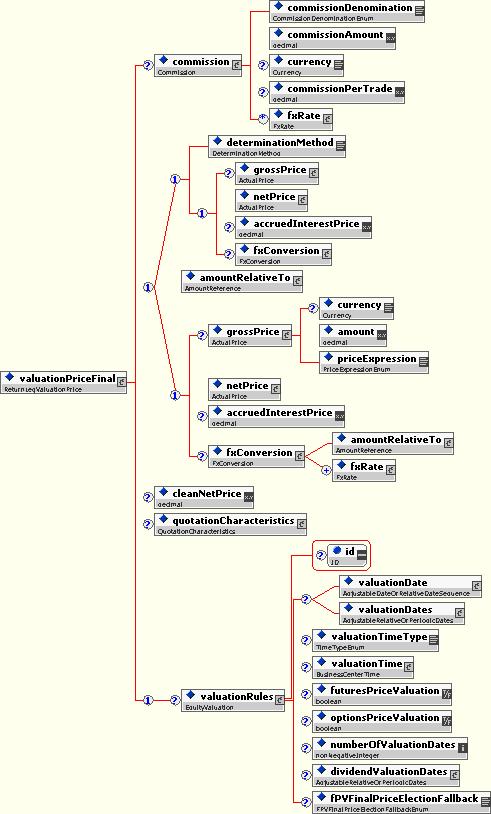 commissionDenomination
CommissionDenominationEnum
commissionAmount
decimal
commission
Commission
currency
Currency
commissionPerTrade
decimal
fxRate
FxRate
determinationMethod
DeterminationMethod
grossPrice
ActualPrice
netPrice
ActualPrice
accruedInterestPrice
decimal
fxConversion
FxConversion
amountRelativeTo
AmountReference
currency
Currency
grossPrice
ActualPrice
amount
decimal
priceExpression
PriceExpressionEnum
valuationPriceFinal
ReturnLegValuationPrice
netPrice
ActualPrice
accruedInterestPrice
decimal
amountRelativeTo
AmountReference
fxConversion
FxConversion
fxRate
FxRate
cleanNetPrice
decimal
quotationCharacteristics
QuotationCharacteristics
id
ID
valuationDate
AdjustableDateOrRelativeDateSequence
valuationDates
AdjustableRelativeOrPeriodicDates
valuationTimeType
TimeTypeEnum
valuationTime
BusinessCenterTime
valuationRules
EquityValuation
futuresPriceValuation
boolean
optionsPriceValuation
boolean
numberOfValuationDates
nonNegativeInteger
dividendValuationDates
AdjustableRelativeOrPeriodicDates
fPVFinalPriceElectionFallback
FPVFinalPriceElectionFallbackEnum